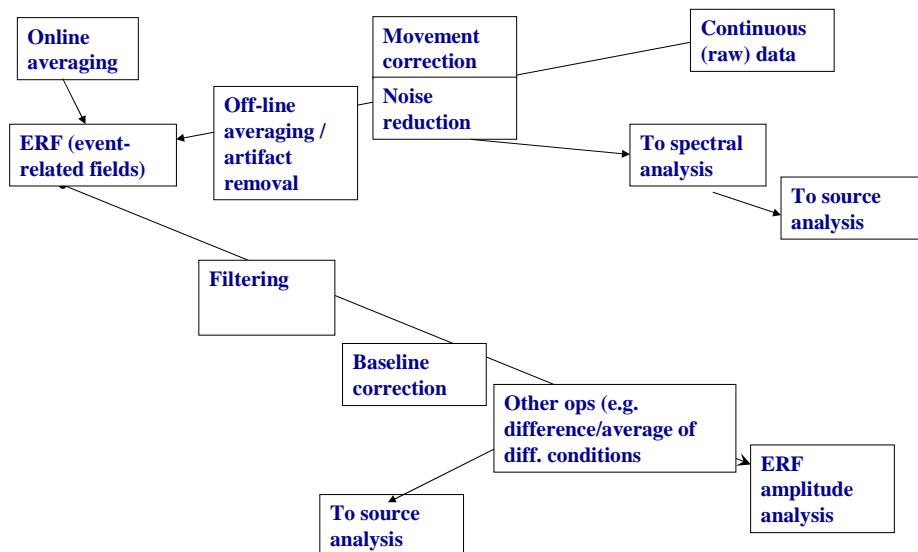 Online
averaging
Movement
correction
Continuous
(raw) data
Off-line
averaging /
artifact
removal
Noise
reduction
ERF (event-
related fields)
To spectral
analysis
To source
analysis
Filtering
Baseline
correction
Other ops (e.g.
difference/average of
diff. conditions
ERF
amplitude
analysis
To source
analysis